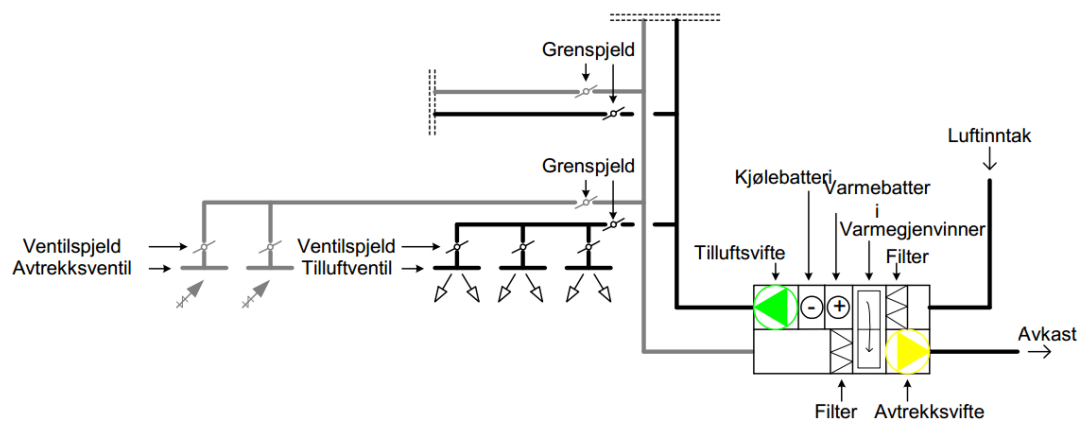 Grenspjeld
Luftinntak
Grenspjeld
Kjølebatteri
Varmebatter
i
Varmegjenvinner
Ventilspjeld
Avtrekksventil
Ventilspjeld
Tilluftventil
Tilluftsvifte
Filter
-
+
Avkast
Filter
Avtrekksvifte